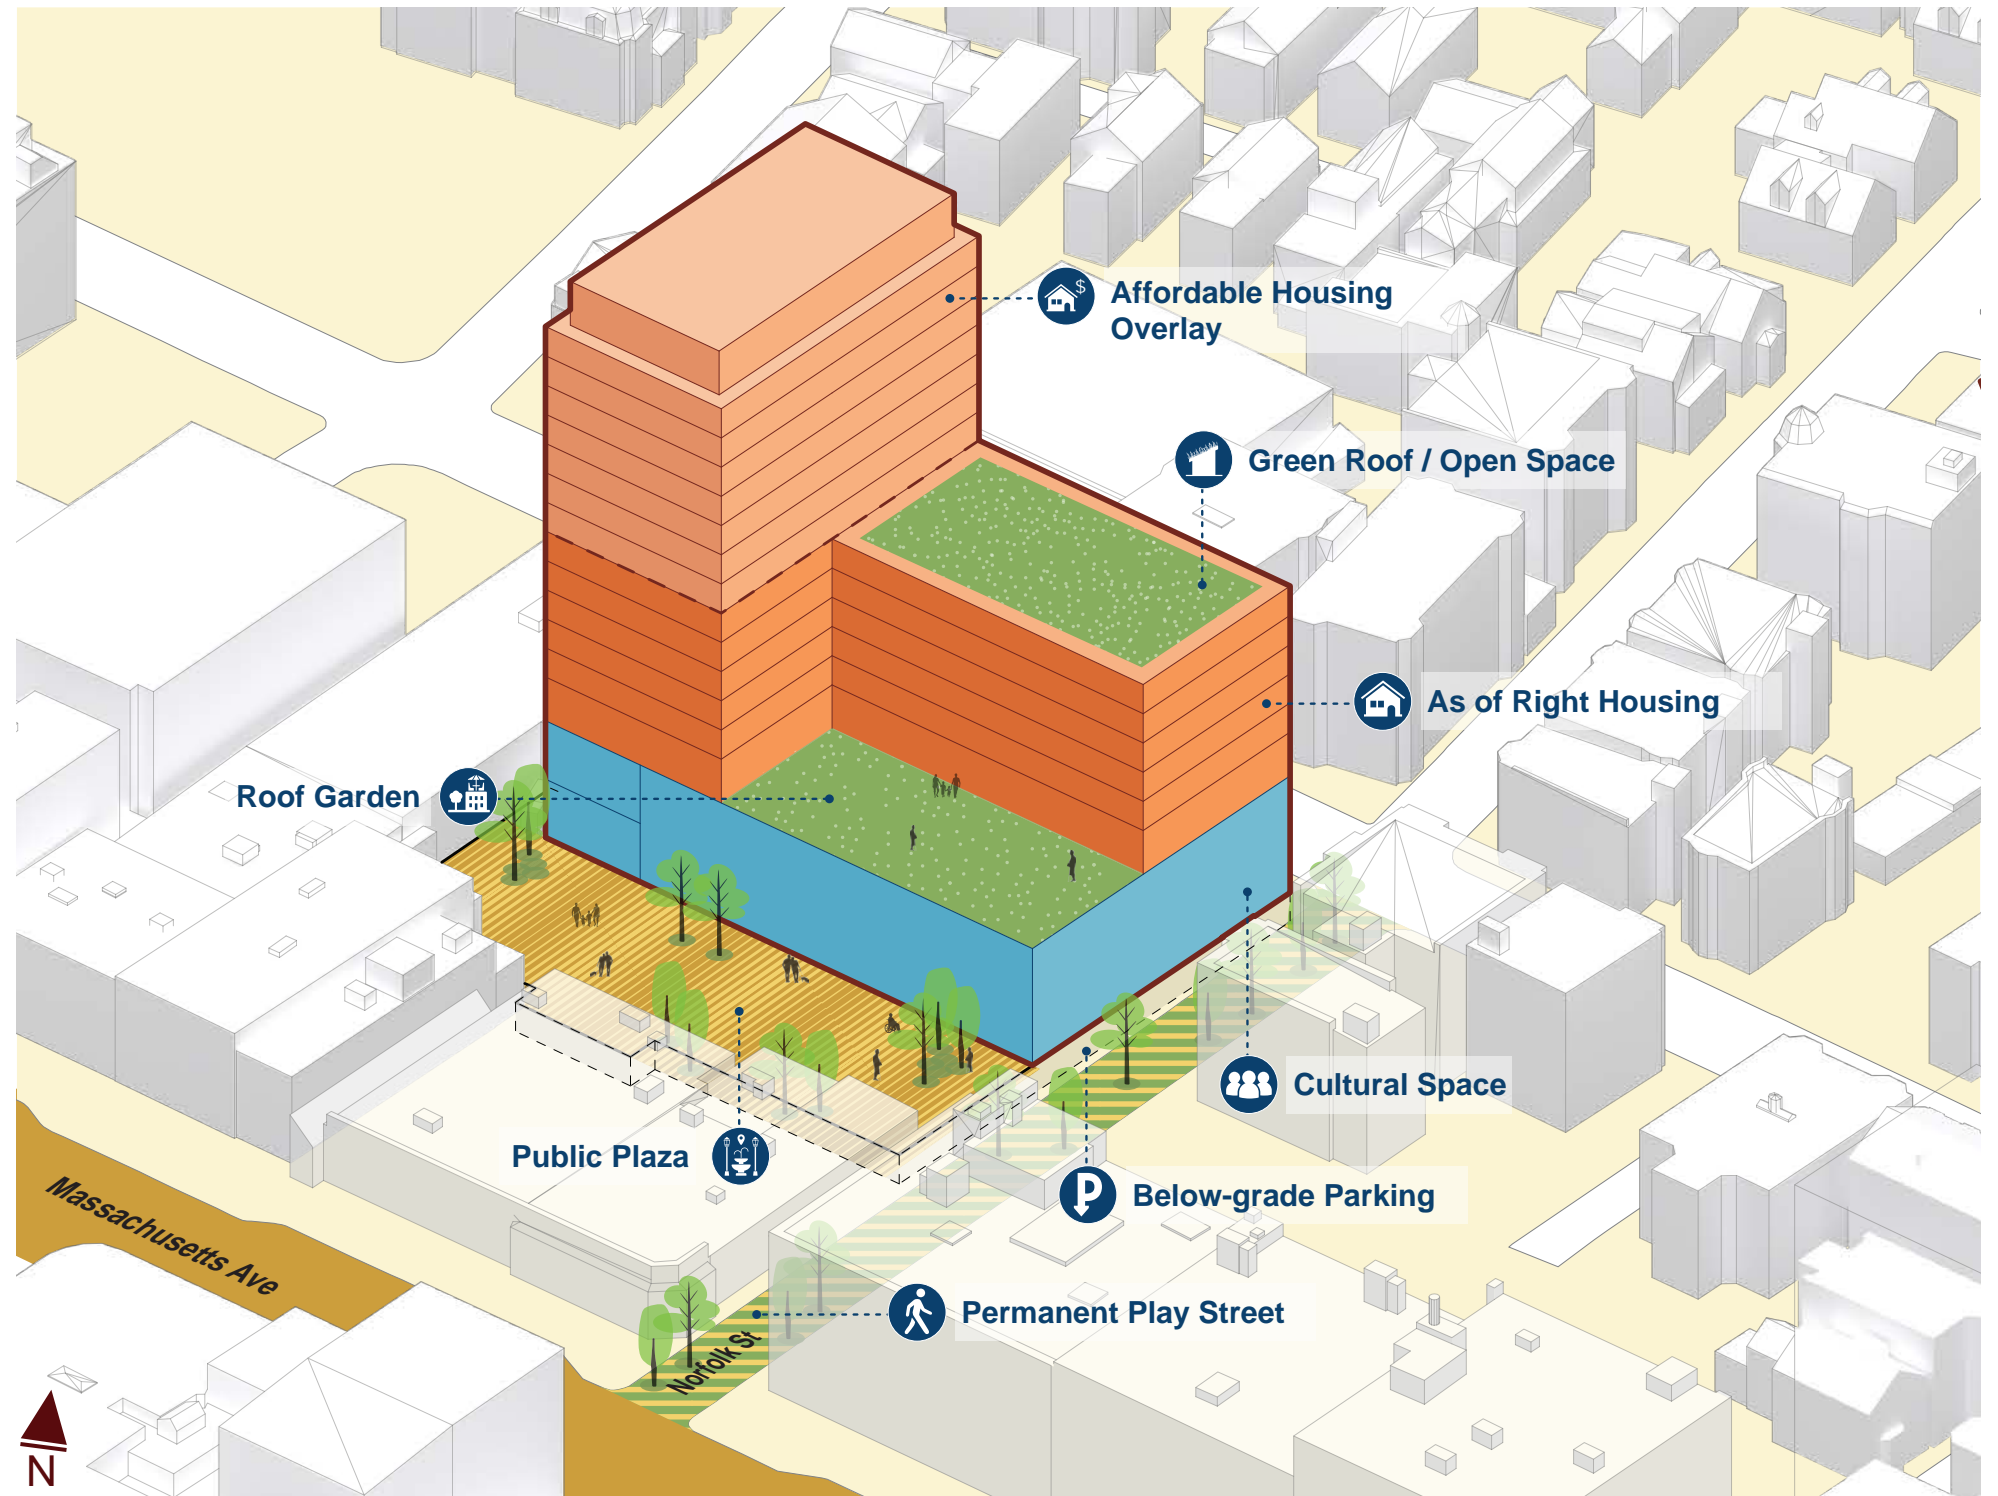 Affordable Housing
Overlay
$
Green Roof / Open Space
As of Right Housing
Roof Garden
Cultural Space
Public Plaza
P
Below-grade Parking
Massachusetts Ave
Permanent Play Street
Norfolk St
N